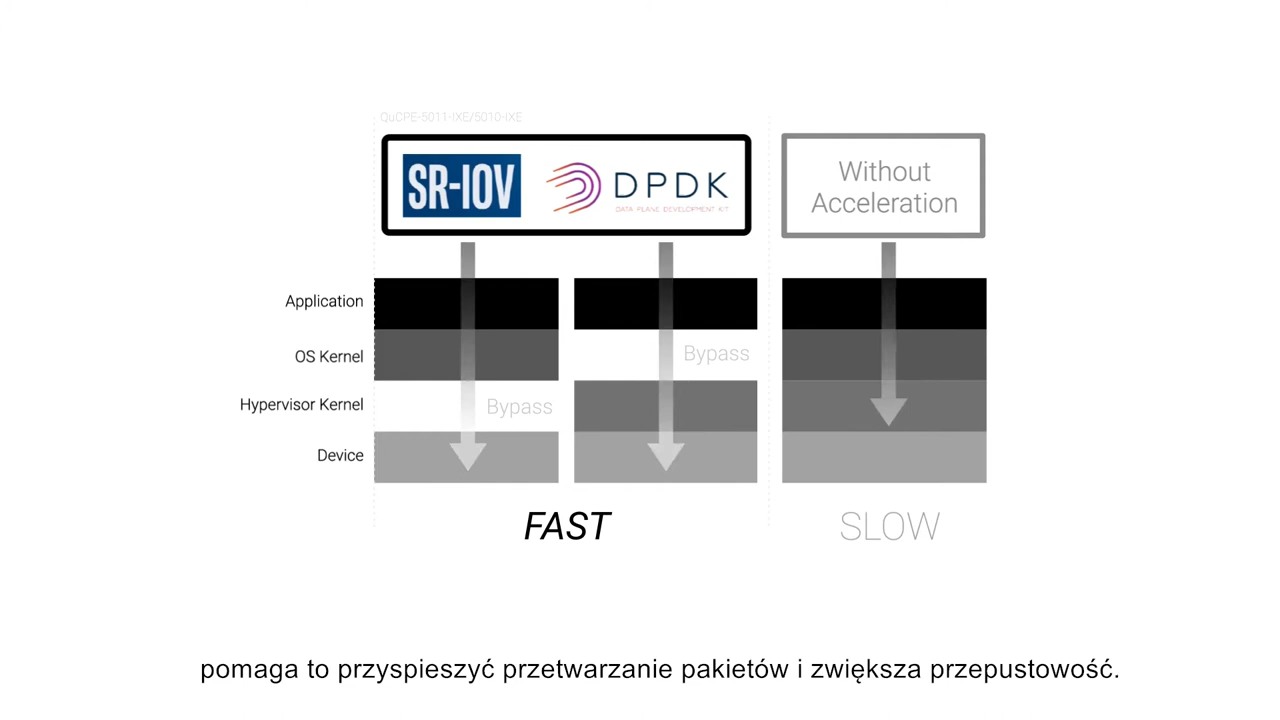 QuCPE-5011-IXE/5010-IXE
SR-IOV
DPDK
DATA PLANE DEVELOPMENT KIT
Without
Acceleration
Application
OS Kernel
Bypass
Hypervisor Kernel
Bypass
Device
FAST
SLOW
pomaga to przyspieszyć przetwarzanie pakietów i zwiększa przepustowość.